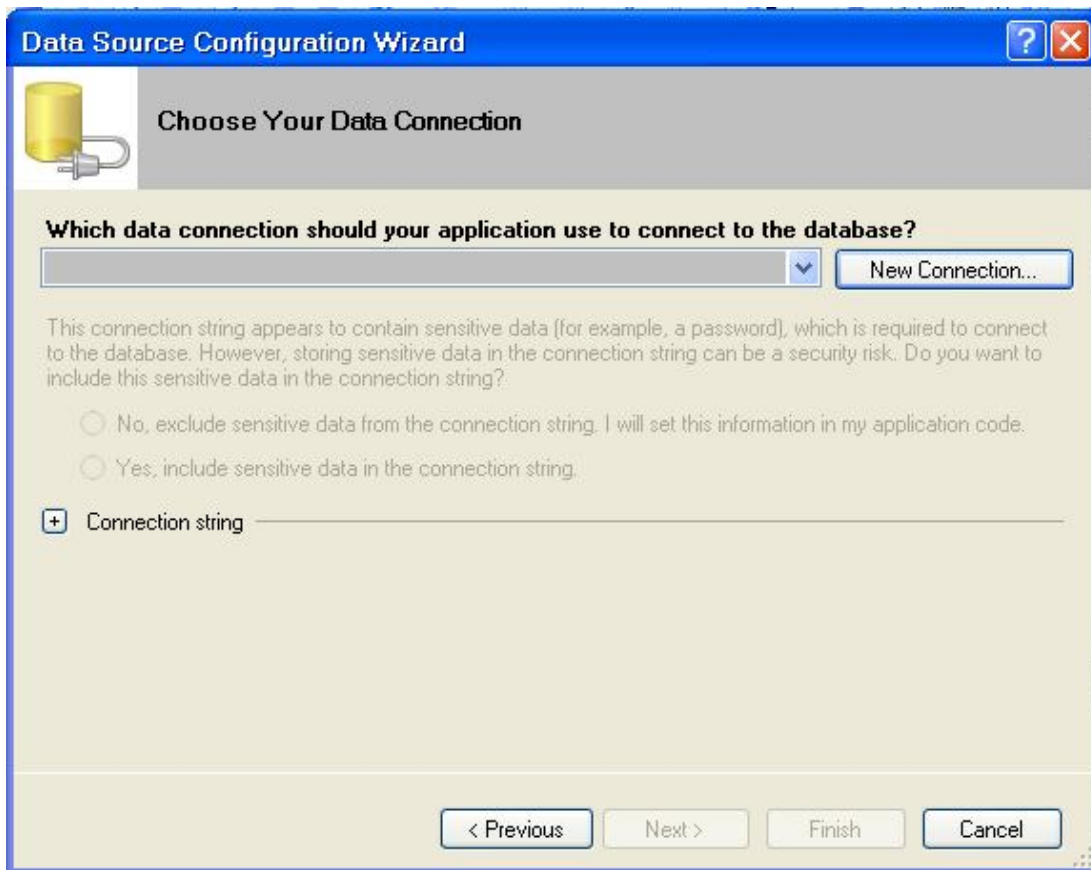 Data Source Configuration Wizard
Choose Your Data Connection
Which data connection should your application use to connect to the database?
New Connection...
This connection string appears to contain sensitive data (for example, a password), which is required to connect
to the database. However, storing sensitive data in the connection string can be a security risk. Do you want to
include this sensitive data in the connection string?
No, exclude sensitive data from the connection string. I will set this information in my application code.
Yes, include sensitive data in the connection string.
Connection string
< Previous
Next >
Finish
Cancel